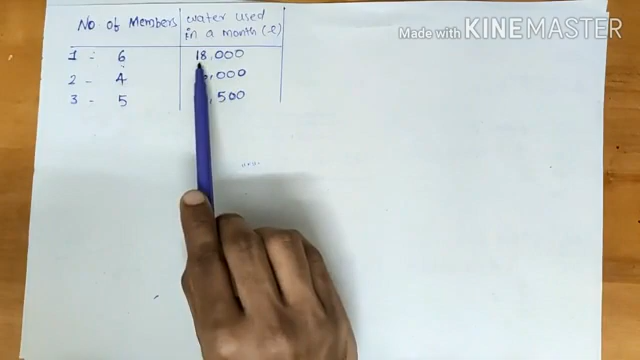 Made with KINEMASTER
No of Members water used
in a month (l)
1 - 6 18,000
2 - 4 ,000
3 - 5 ,500